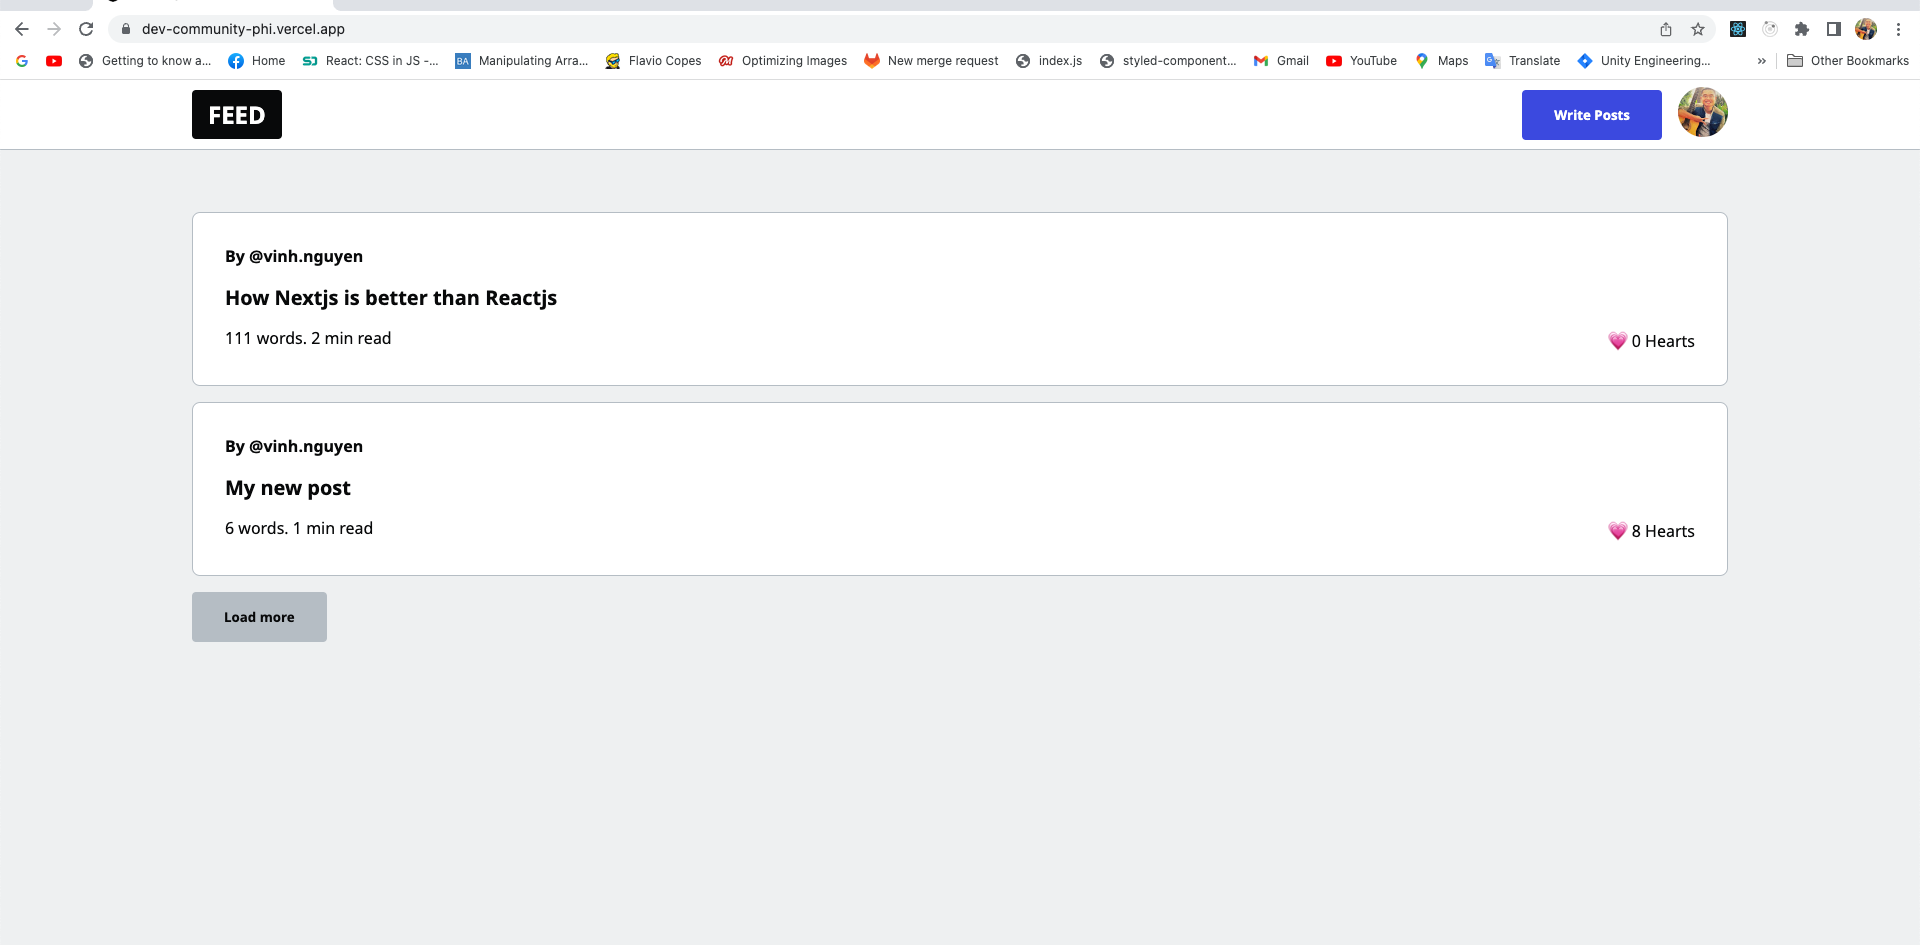 dev-community-phi.vercel.app
Getting to know a... Home React: CSS in JS -... BA Manipulating Arra... Flavio Copes Optimizing Images New merge request index.js styled-component... Gmail YouTube Maps Translate Unity Engineering... » Other Bookmarks
FEED
Write Posts
By @vinh.nguyen
How Nextjs is better than Reactjs
111 words. 2 min read
💗 0 Hearts
By @vinh.nguyen
My new post
6 words. 1 min read
💗 8 Hearts
Load more